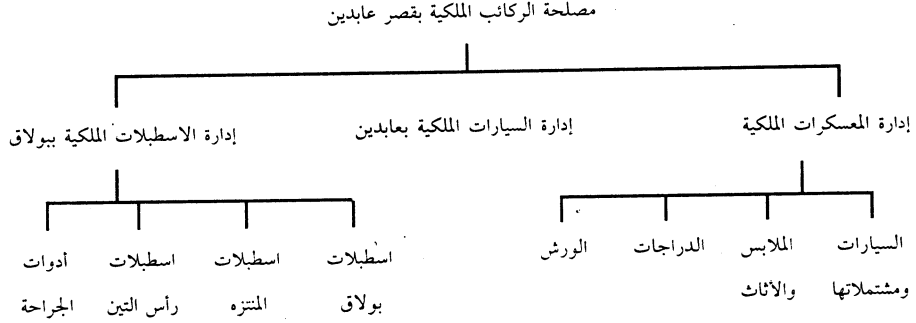 مصلحة الركائب الملكية بقصر عابدين
إدارة المعسكرات الملكية
إدارة السيارات الملكية بعابدين
إدارة الاسطبلات الملكية ببولاق
السيارات
ومشتملاتها
الملابس
والأثاث
الدراجات
الورش
اسطبلات
بولاق
اسطبلات
المنتزه
اسطبلات
رأس التين
أدوات
الجراحة